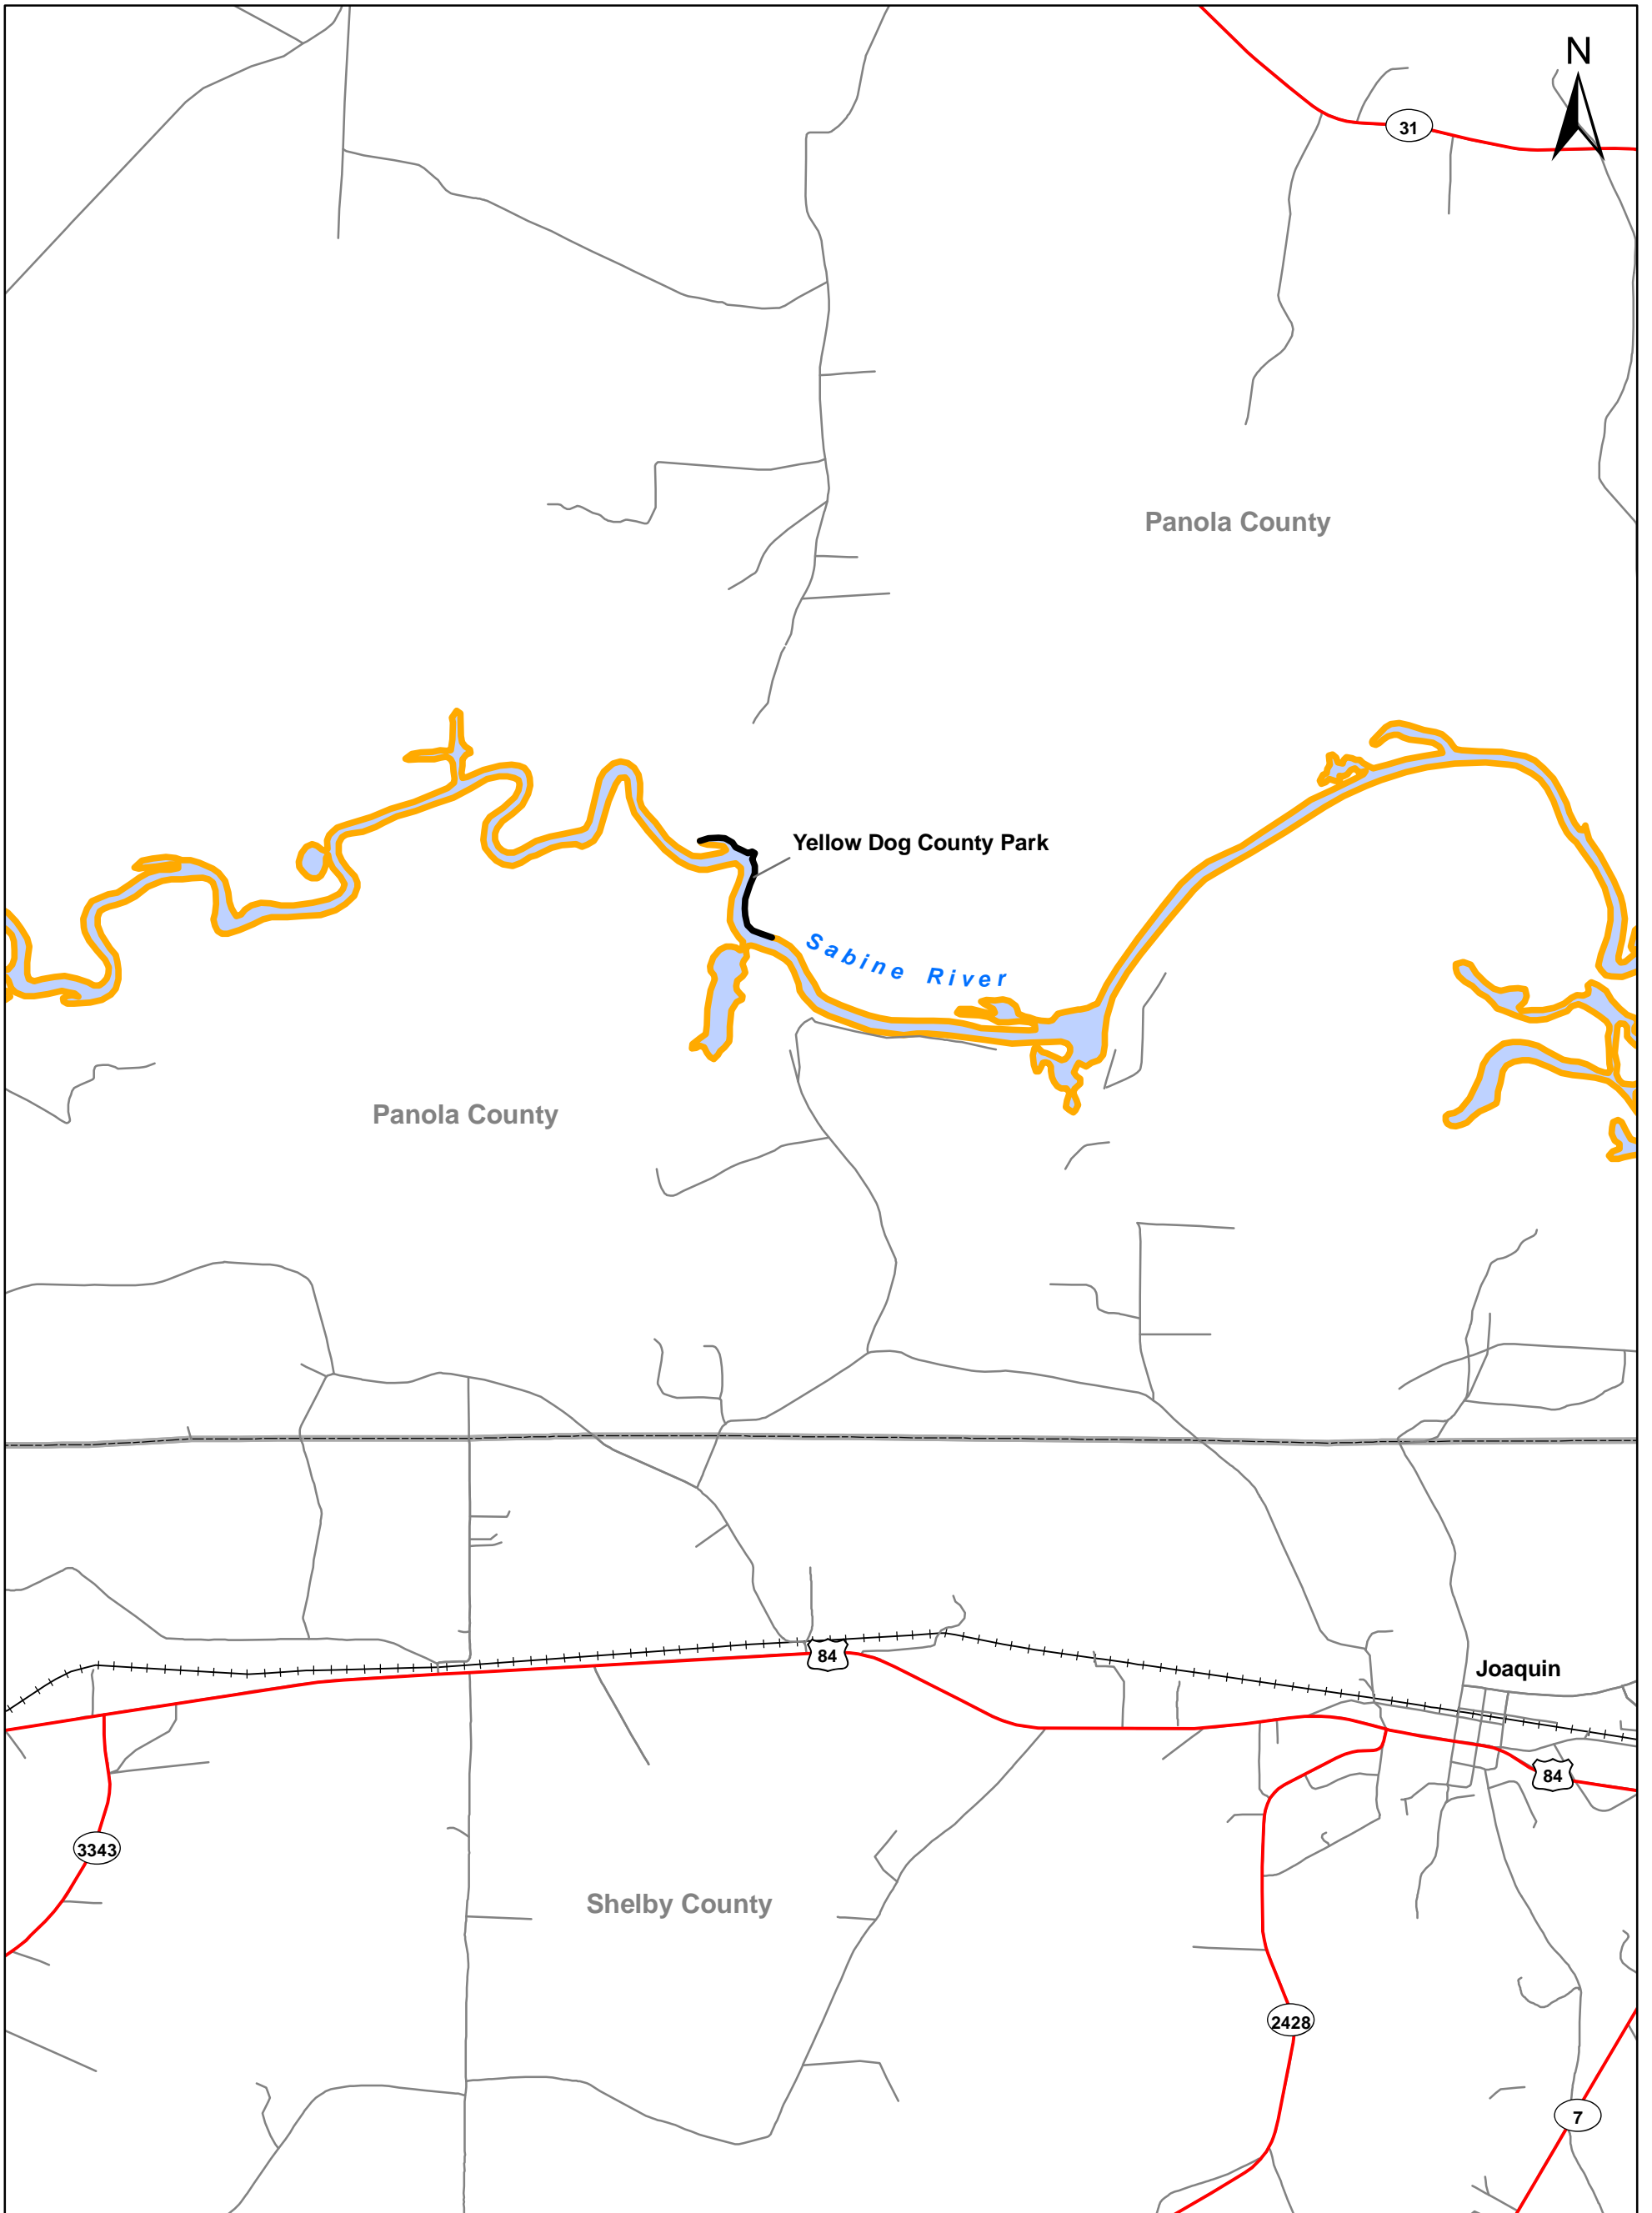 N
31
Panola County
Yellow Dog County Park
Sabine River
Panola County
84
Joaquin
84
3343
Shelby County
2428
7